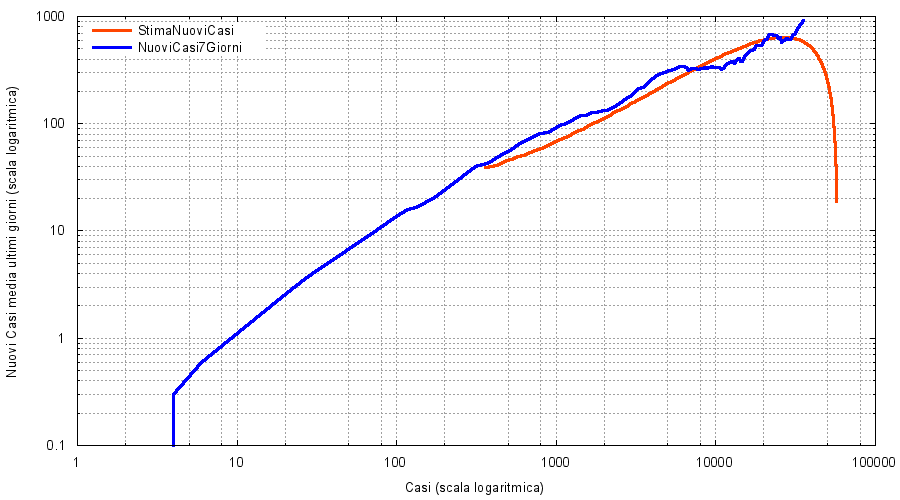 StimaNuoviCasi
NuoviCasi7Giorni
Nuovi Casi media ultimi giorni (scala logaritmica)
1000
100
10
1
0.1
1
10
100
1000
10000
100000
Casi (scala logaritmica)